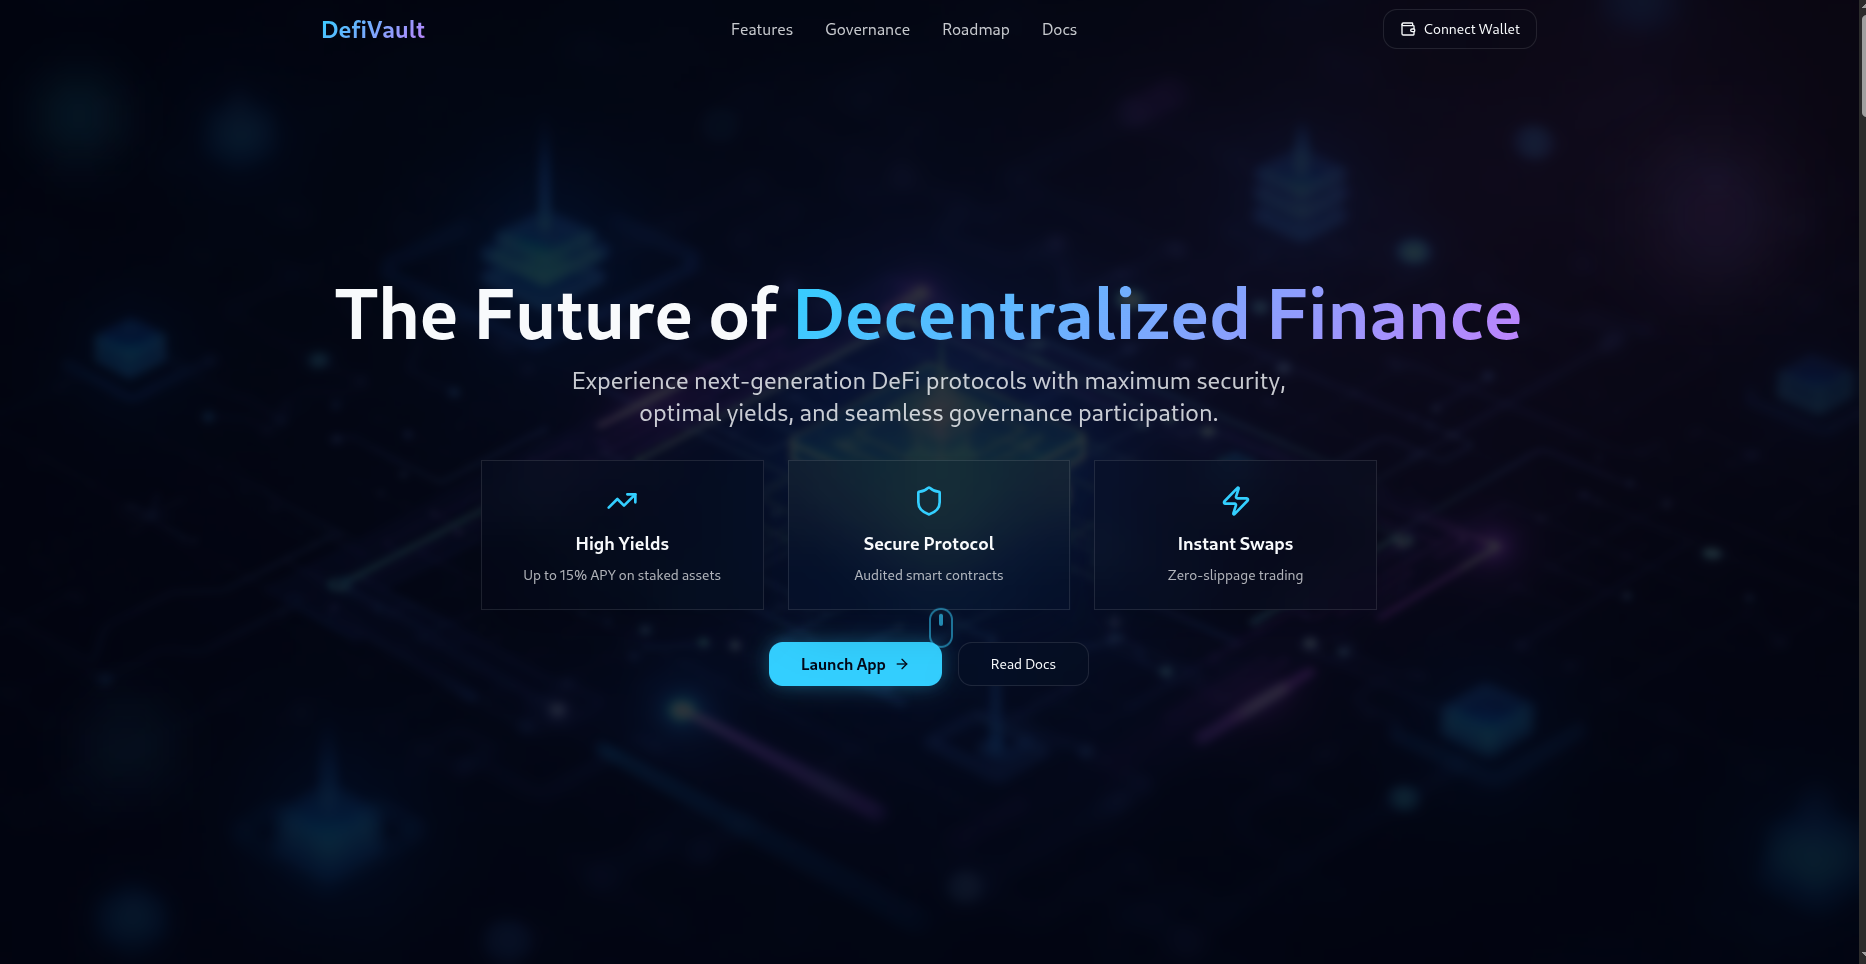 DefiVault
Features
Governance
Roadmap
Docs
Connect Wallet
The Future of Decentralized Finance
Experience next-generation DeFi protocols with maximum security,
optimal yields, and seamless governance participation.
High Yields
Up to 15% APY on staked assets
Secure Protocol
Audited smart contracts
Instant Swaps
Zero-slippage trading
Launch App
Read Docs